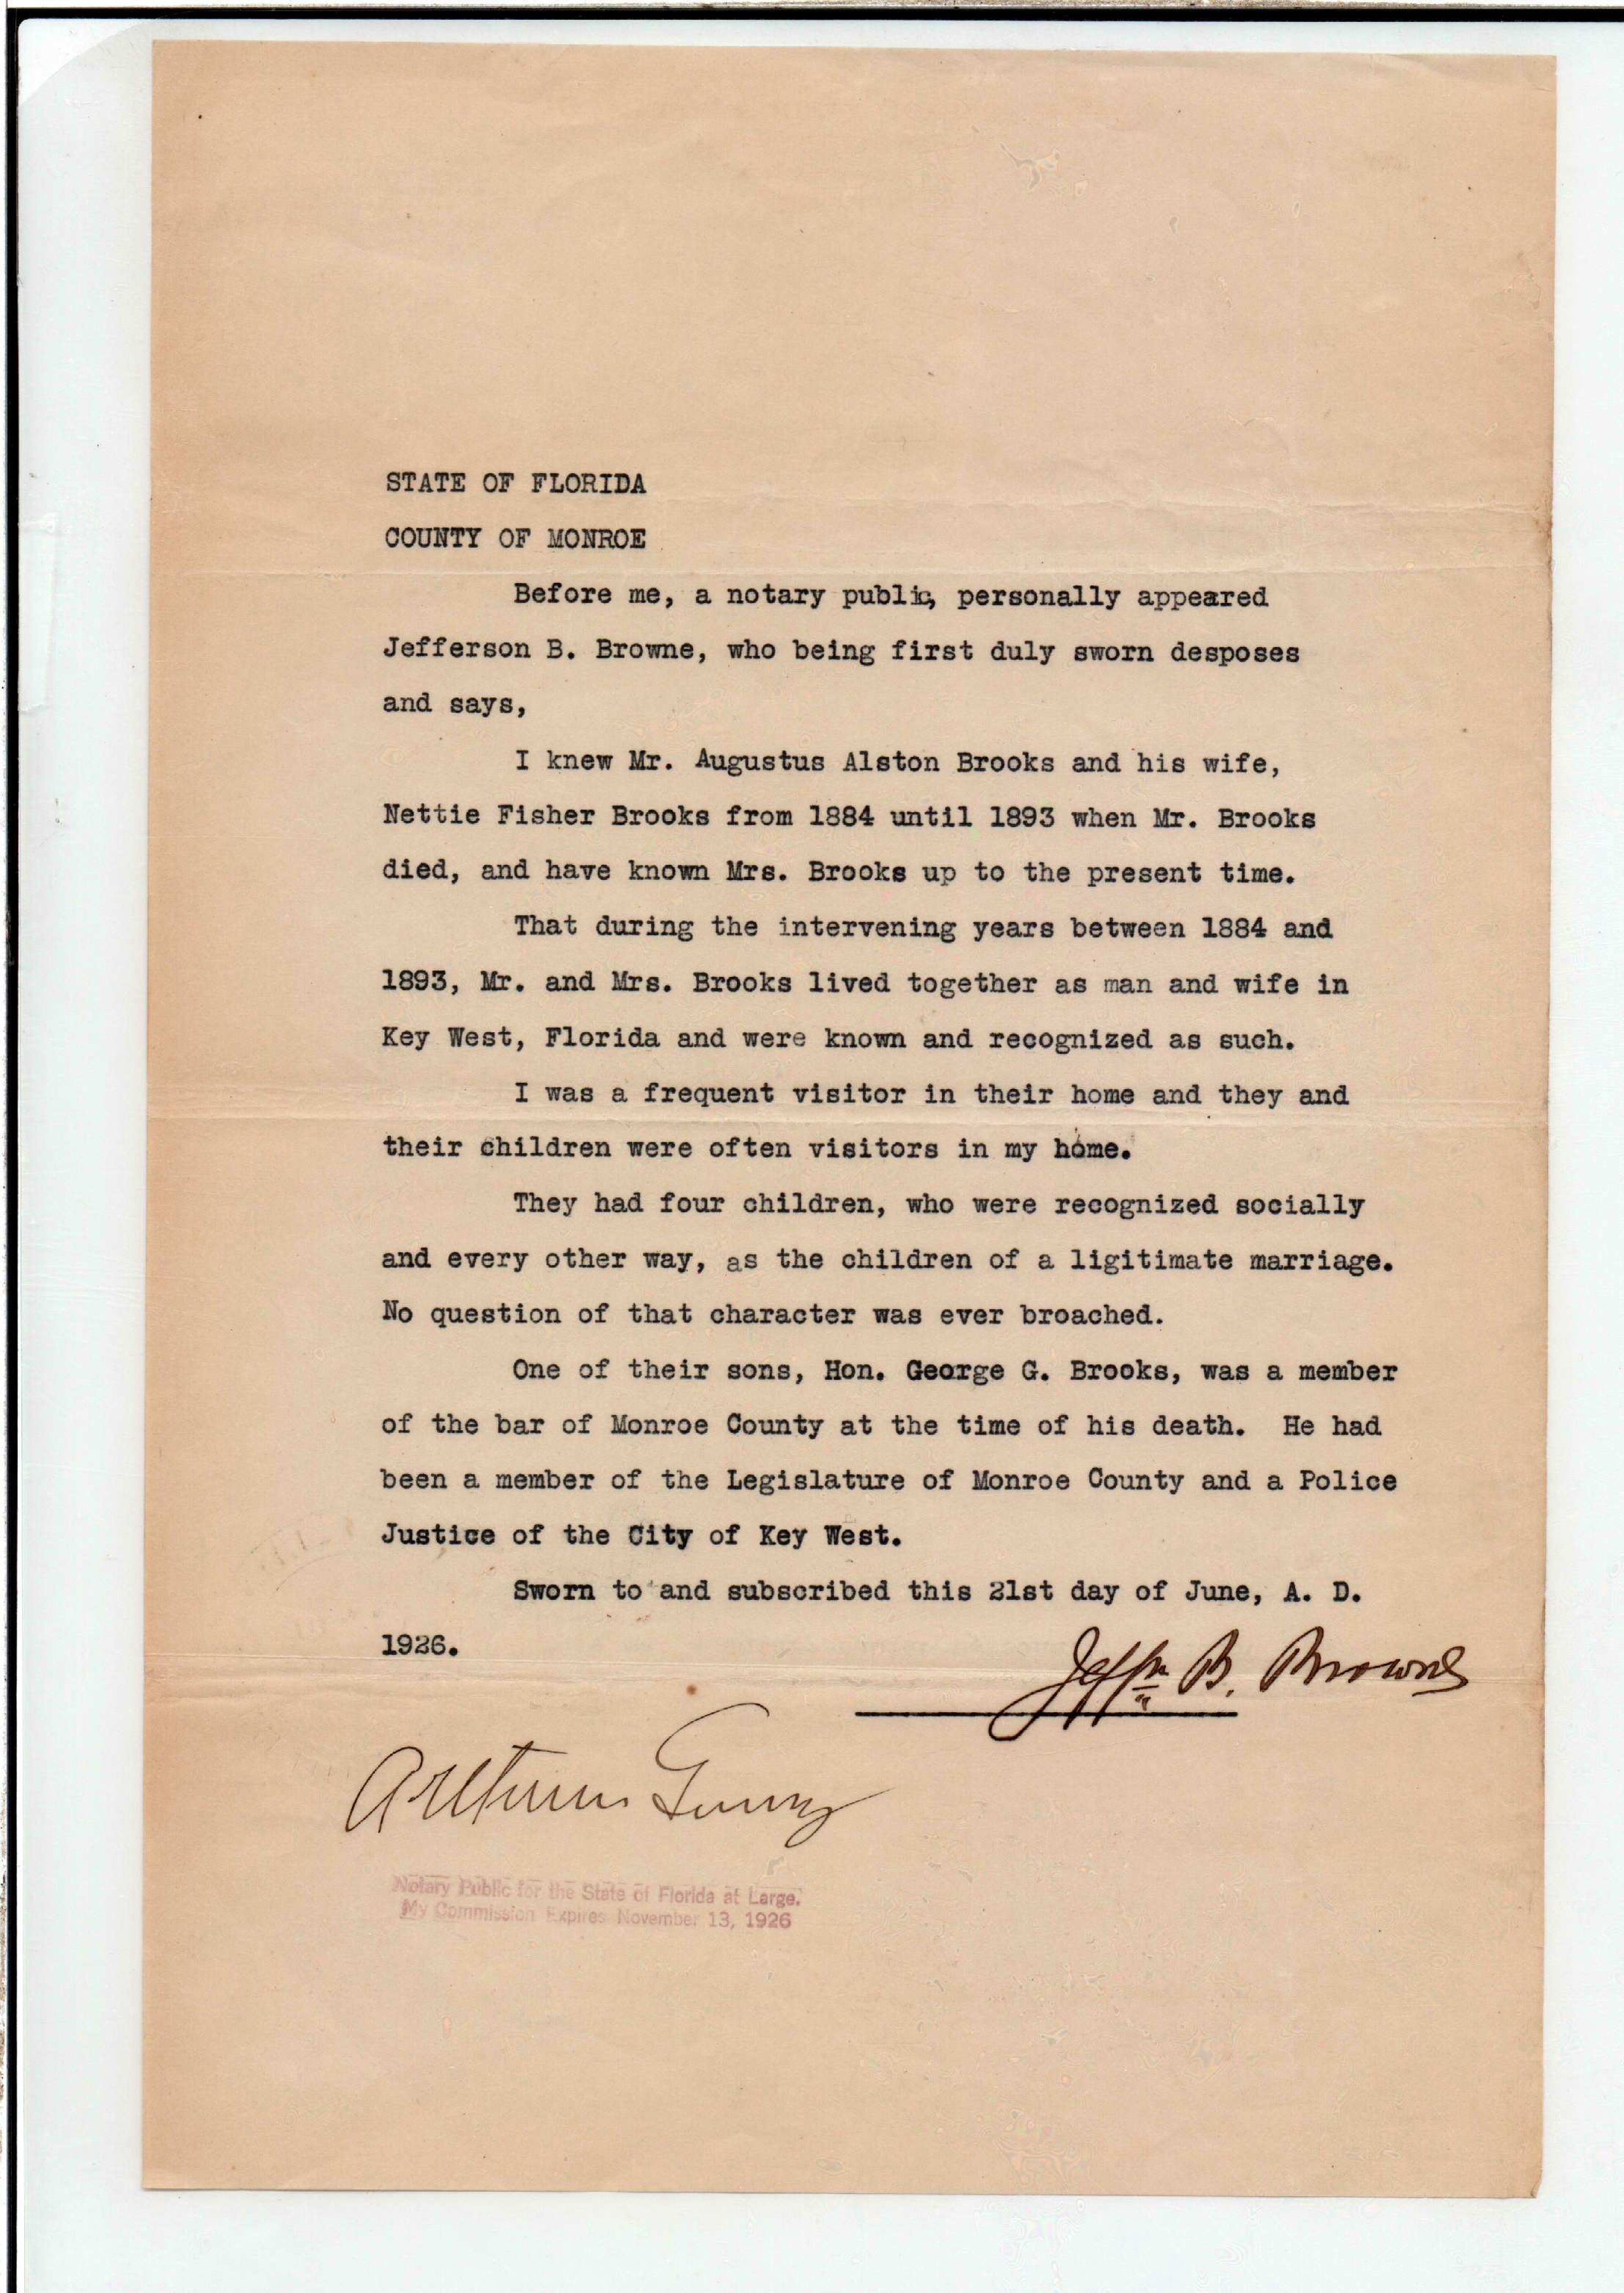 STATE OF FLORIDA
COUNTY OF MONROE
Before me, a notary public, personally appeared
Jefferson B. Browne, who being first duly sworn desposes
and says,
I knew Mr. Augustus Alston Brooks and his wife,
Nettie Fisher Brooks from 1884 until 1893 when Mr. Brooks
died, and have known Mrs. Brooks up to the present time.
That during the intervening years between 1884 and
1893, Mr. and Mrs. Brooks lived together as man and wife in
Key West, Florida and were known and recognized as such.
I was a frequent visitor in their home and they and
their children were often visitors in my home.
They had four children, who were recognized socially
and every other way, as the children of a ligitimate marriage.
No question of that character was ever broached.
One of their sons, Hon. George G. Brooks, was a member
of the bar of Monroe County at the time of his death. He had
been a member of the Legislature of Monroe County and a Police
Justice of the City of Key West.
Sworn to and subscribed this 21st day of June, A. D.
1926.
Jeffn B. Browne
Notary Public for the State of Florida at Large.
My Commission Expires November 13, 1926